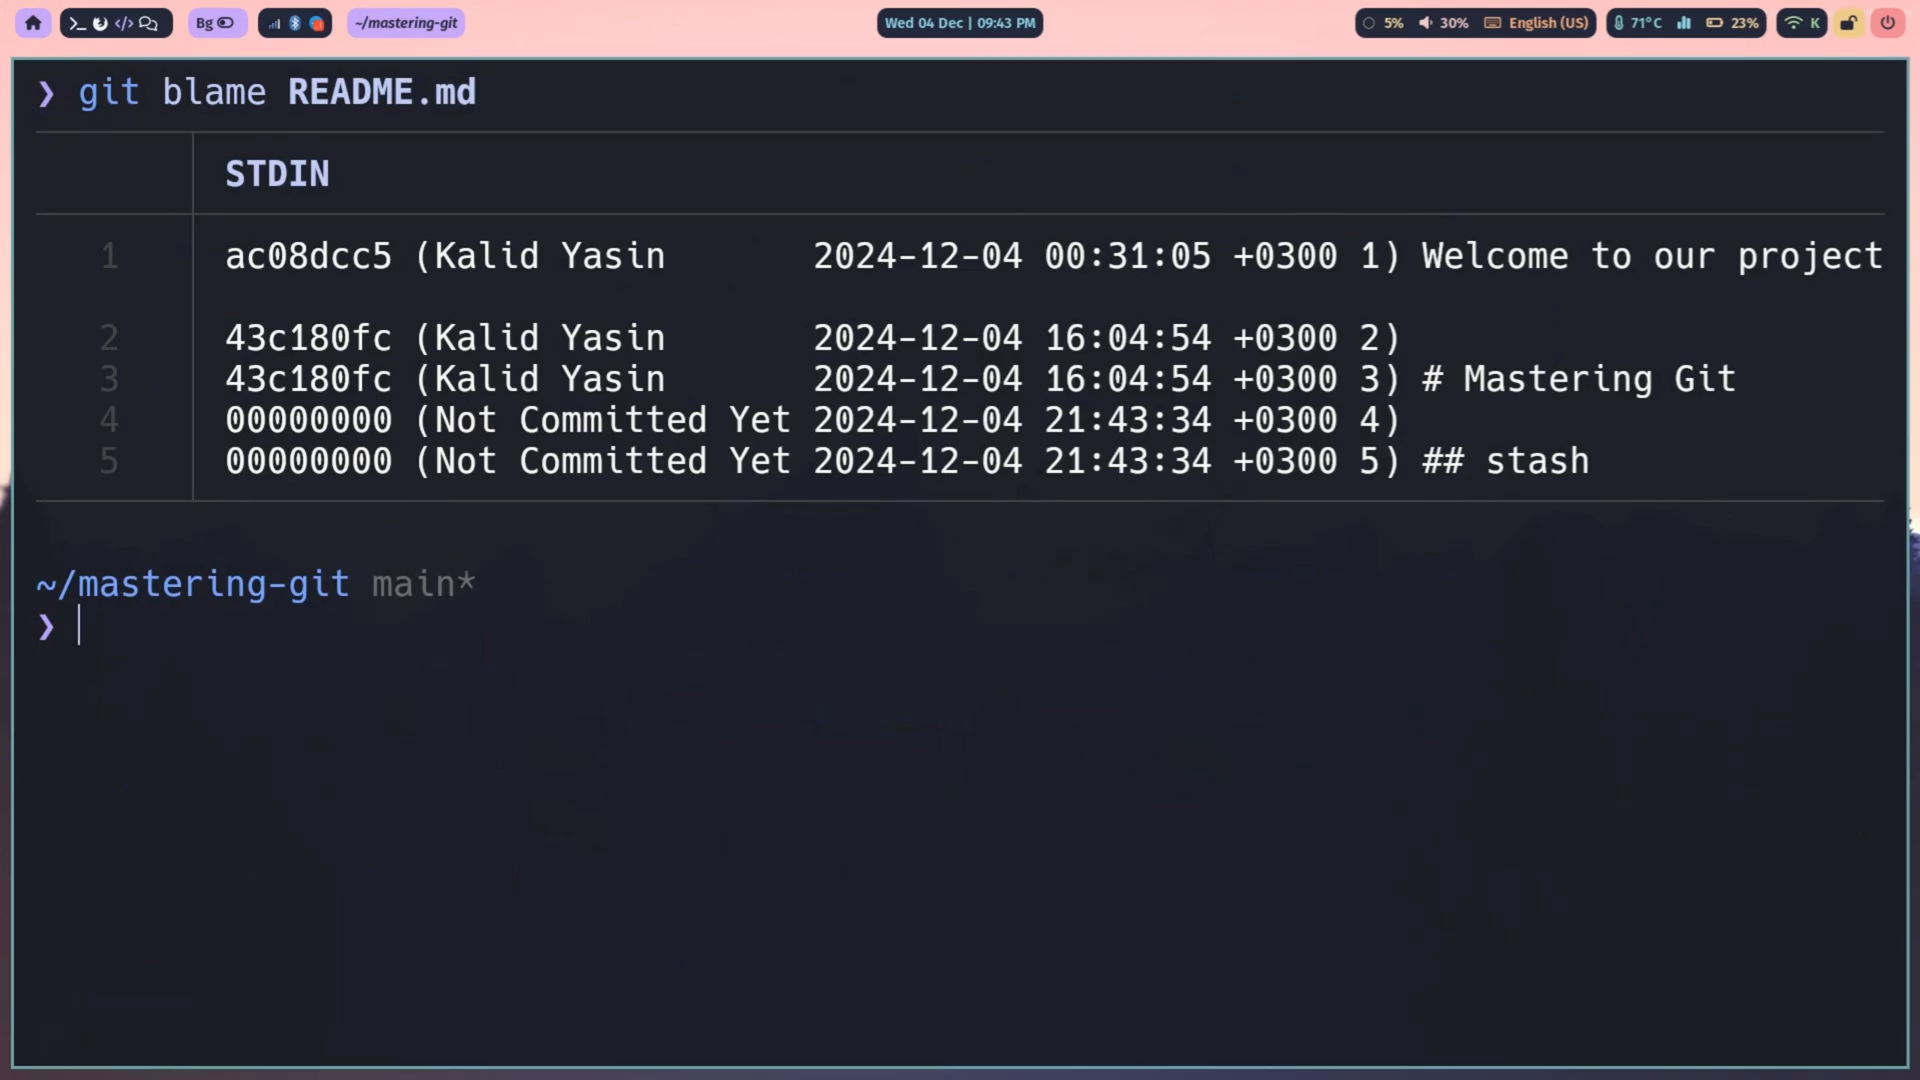 Bg
~/mastering-git
Wed 04 Dec | 09:43 PM
5%
30%
English (US)
71°C
23%
K
❯ git blame README.md
STDIN
1 ac08dcc5 (Kalid Yasin 2024-12-04 00:31:05 +0300 1) Welcome to our project
2 43c180fc (Kalid Yasin 2024-12-04 16:04:54 +0300 2)
3 43c180fc (Kalid Yasin 2024-12-04 16:04:54 +0300 3) # Mastering Git
4 00000000 (Not Committed Yet 2024-12-04 21:43:34 +0300 4)
5 00000000 (Not Committed Yet 2024-12-04 21:43:34 +0300 5) ## stash
~/mastering-git main*
❯